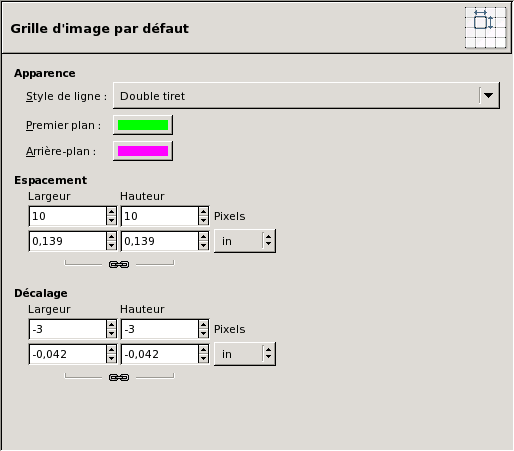 Grille d'image par défaut
Apparence
Style de ligne : Double tiret
Premier plan :
Arrière-plan :
Espacement
Largeur Hauteur
10 10 Pixels
0,139 0,139 in
Décalage
Largeur Hauteur
-3 -3 Pixels
-0,042 -0,042 in